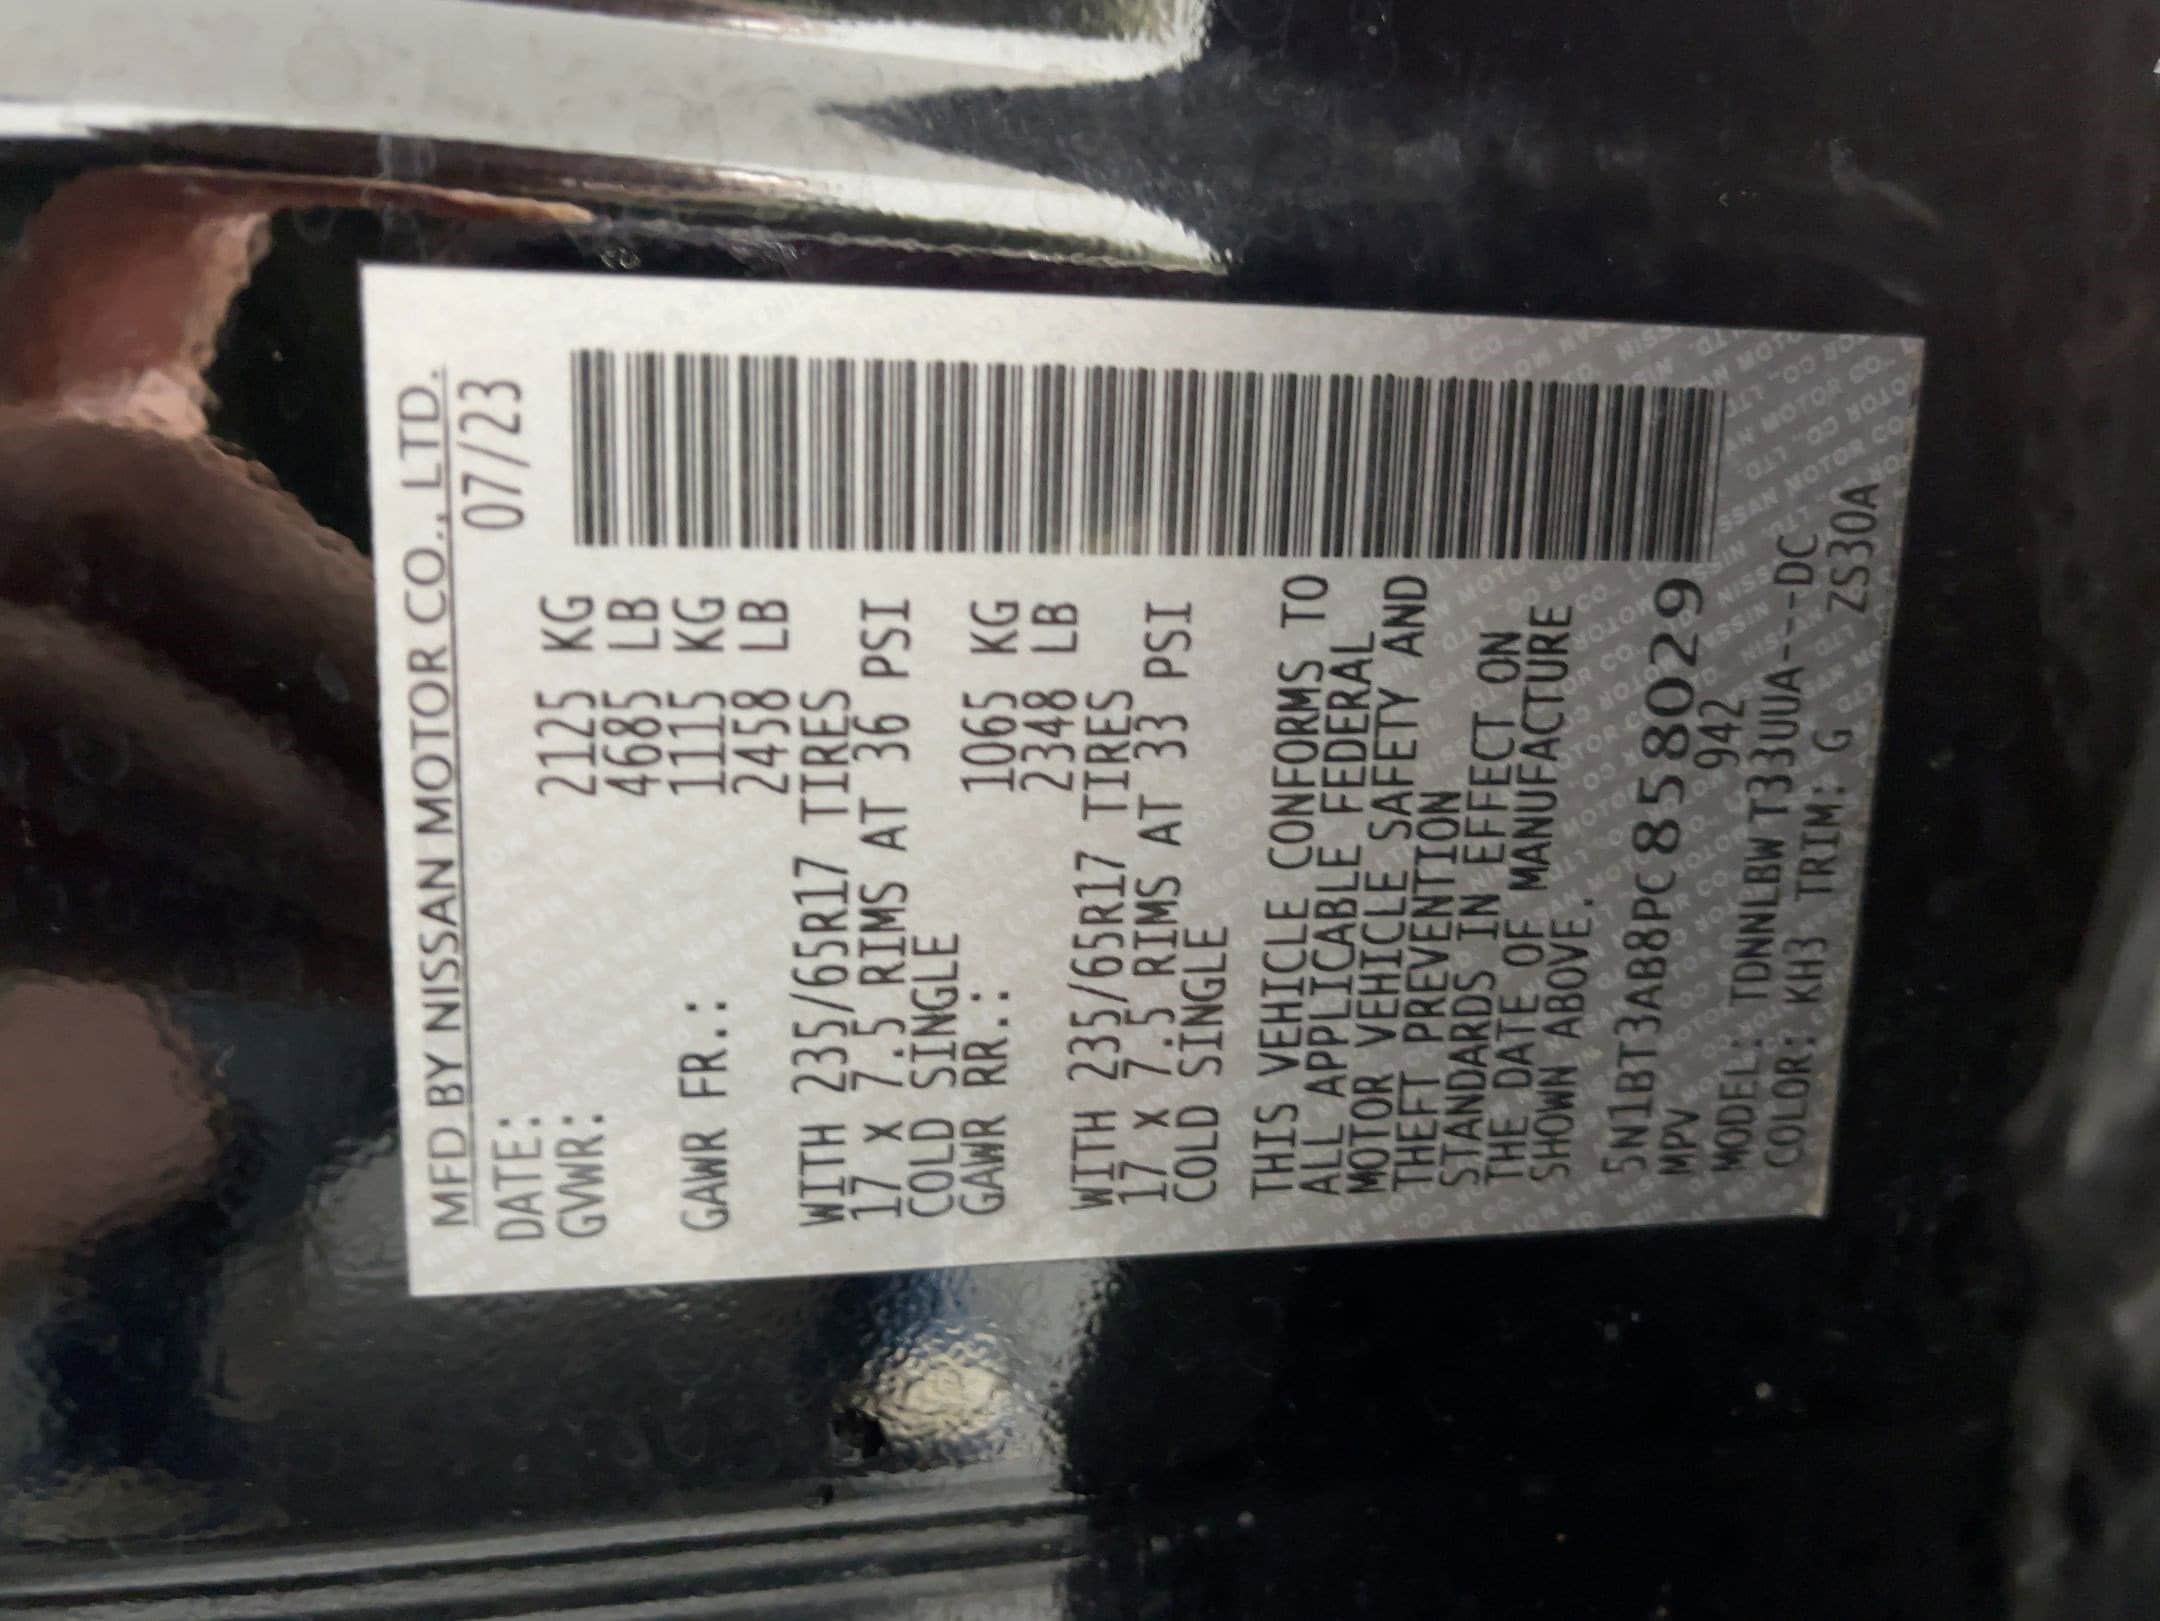 MFD BY NISSAN MOTOR CO., LTD.
DATE: 07/23
GVWR: 2125 KG
4685 LB
GAWR FR.: 1115 KG
2458 LB
WITH 235/65R17 TIRES
17 X 7.5 RIMS AT 36 PSI
COLD SINGLE
GAWR RR.: 1065 KG
2348 LB
WITH 235/65R17 TIRES
17 X 7.5 RIMS AT 33 PSI
COLD SINGLE
THIS VEHICLE CONFORMS TO
ALL APPLICABLE FEDERAL
MOTOR VEHICLE SAFETY AND
THEFT PREVENTION
STANDARDS IN EFFECT ON
THE DATE OF MANUFACTURE
SHOWN ABOVE.
5N1BT3AB8PC858029
MPV 942
MODEL: TDNNLBW T33UUA---DC
COLOR: KH3 TRIM: G ZS30A